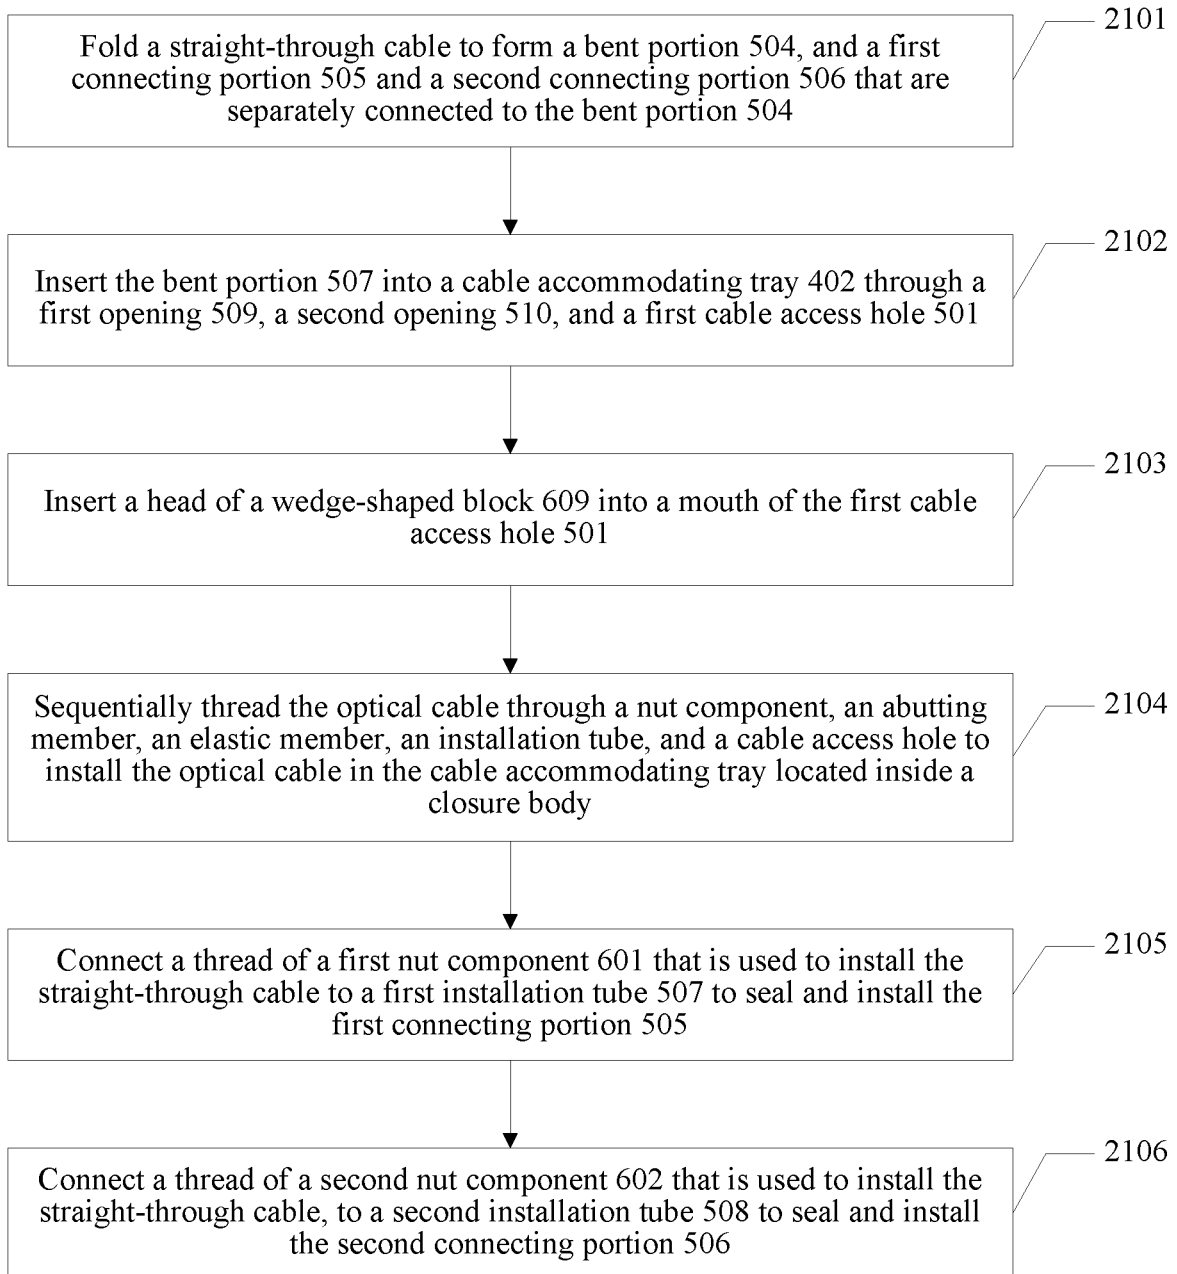 2101
Fold a straight-through cable to form a bent portion 504, and a first
connecting portion 505 and a second connecting portion 506 that are
separately connected to the bent portion 504
2102
Insert the bent portion 507 into a cable accommodating tray 402 through a
first opening 509, a second opening 510, and a first cable access hole 501
2103
Insert a head of a wedge-shaped block 609 into a mouth of the first cable
access hole 501
2104
Sequentially thread the optical cable through a nut component, an abutting
member, an elastic member, an installation tube, and a cable access hole to
install the optical cable in the cable accommodating tray located inside a
closure body
2105
Connect a thread of a first nut component 601 that is used to install the
straight-through cable to a first installation tube 507 to seal and install the
first connecting portion 505
2106
Connect a thread of a second nut component 602 that is used to install the
straight-through cable, to a second installation tube 508 to seal and install
the second connecting portion 506